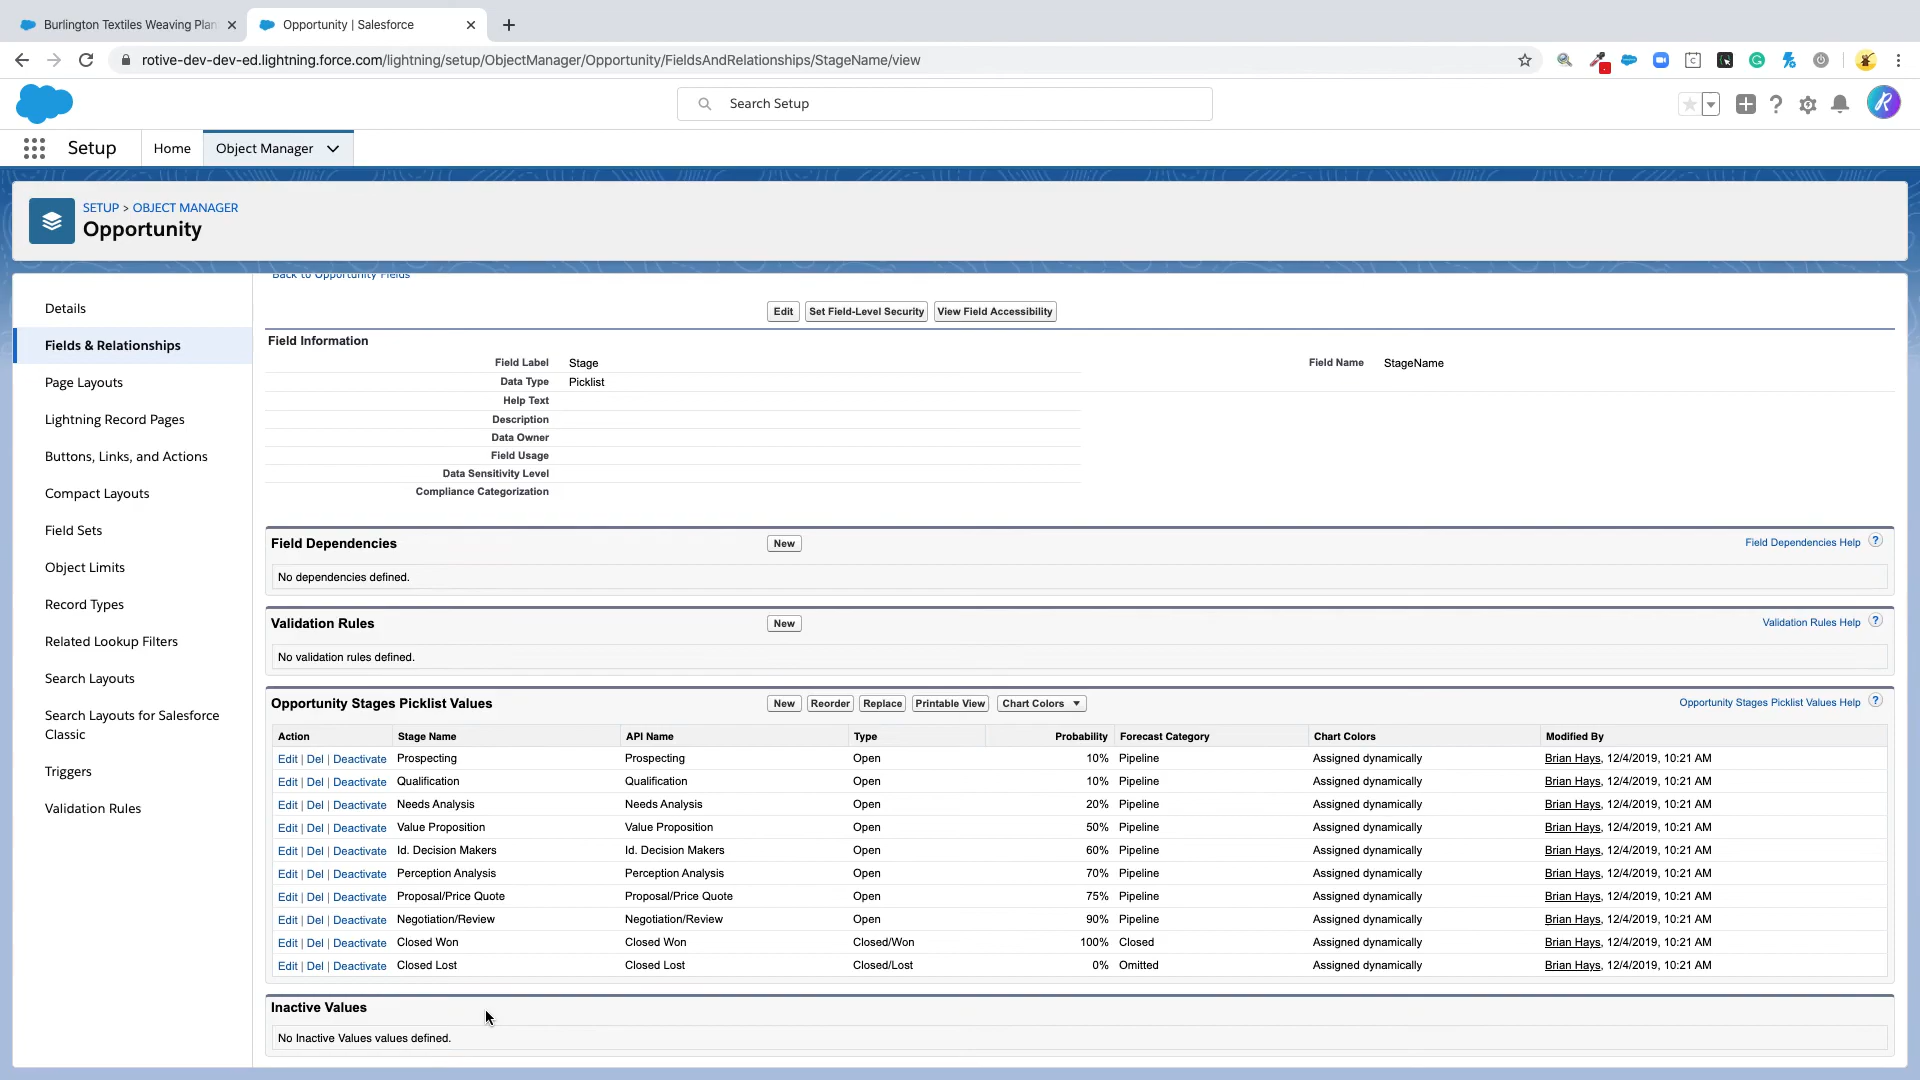 Burlington Textiles Weaving Plan
Opportunity | Salesforce
rotive-dev-dev-ed.lightning.force.com/lightning/setup/ObjectManager/Opportunity/FieldsAndRelationships/StageName/view
Search Setup
Setup
Home
Object Manager
SETUP > OBJECT MANAGER
Opportunity
Details
Fields & Relationships
Page Layouts
Lightning Record Pages
Buttons, Links, and Actions
Compact Layouts
Field Sets
Object Limits
Record Types
Related Lookup Filters
Search Layouts
Search Layouts for Salesforce
Classic
Triggers
Validation Rules
Back to Opportunity Fields
Edit Set Field-Level Security View Field Accessibility
Field Information
Field Label Stage Field Name StageName
Data Type Picklist
Help Text
Description
Data Owner
Field Usage
Data Sensitivity Level
Compliance Categorization
Field Dependencies New Field Dependencies Help ?
No dependencies defined.
Validation Rules New Validation Rules Help ?
No validation rules defined.
Opportunity Stages Picklist Values New Reorder Replace Printable View Chart Colors Opportunity Stages Picklist Values Help ?
Action Stage Name API Name Type Probability Forecast Category Chart Colors Modified By
Edit | Del | Deactivate Prospecting Prospecting Open 10% Pipeline Assigned dynamically Brian Hays, 12/4/2019, 10:21 AM
Edit | Del | Deactivate Qualification Qualification Open 10% Pipeline Assigned dynamically Brian Hays, 12/4/2019, 10:21 AM
Edit | Del | Deactivate Needs Analysis Needs Analysis Open 20% Pipeline Assigned dynamically Brian Hays, 12/4/2019, 10:21 AM
Edit | Del | Deactivate Value Proposition Value Proposition Open 50% Pipeline Assigned dynamically Brian Hays, 12/4/2019, 10:21 AM
Edit | Del | Deactivate Id. Decision Makers Id. Decision Makers Open 60% Pipeline Assigned dynamically Brian Hays, 12/4/2019, 10:21 AM
Edit | Del | Deactivate Perception Analysis Perception Analysis Open 70% Pipeline Assigned dynamically Brian Hays, 12/4/2019, 10:21 AM
Edit | Del | Deactivate Proposal/Price Quote Proposal/Price Quote Open 75% Pipeline Assigned dynamically Brian Hays, 12/4/2019, 10:21 AM
Edit | Del | Deactivate Negotiation/Review Negotiation/Review Open 90% Pipeline Assigned dynamically Brian Hays, 12/4/2019, 10:21 AM
Edit | Del | Deactivate Closed Won Closed Won Closed/Won 100% Closed Assigned dynamically Brian Hays, 12/4/2019, 10:21 AM
Edit | Del | Deactivate Closed Lost Closed Lost Closed/Lost 0% Omitted Assigned dynamically Brian Hays, 12/4/2019, 10:21 AM
Inactive Values
No Inactive Values values defined.